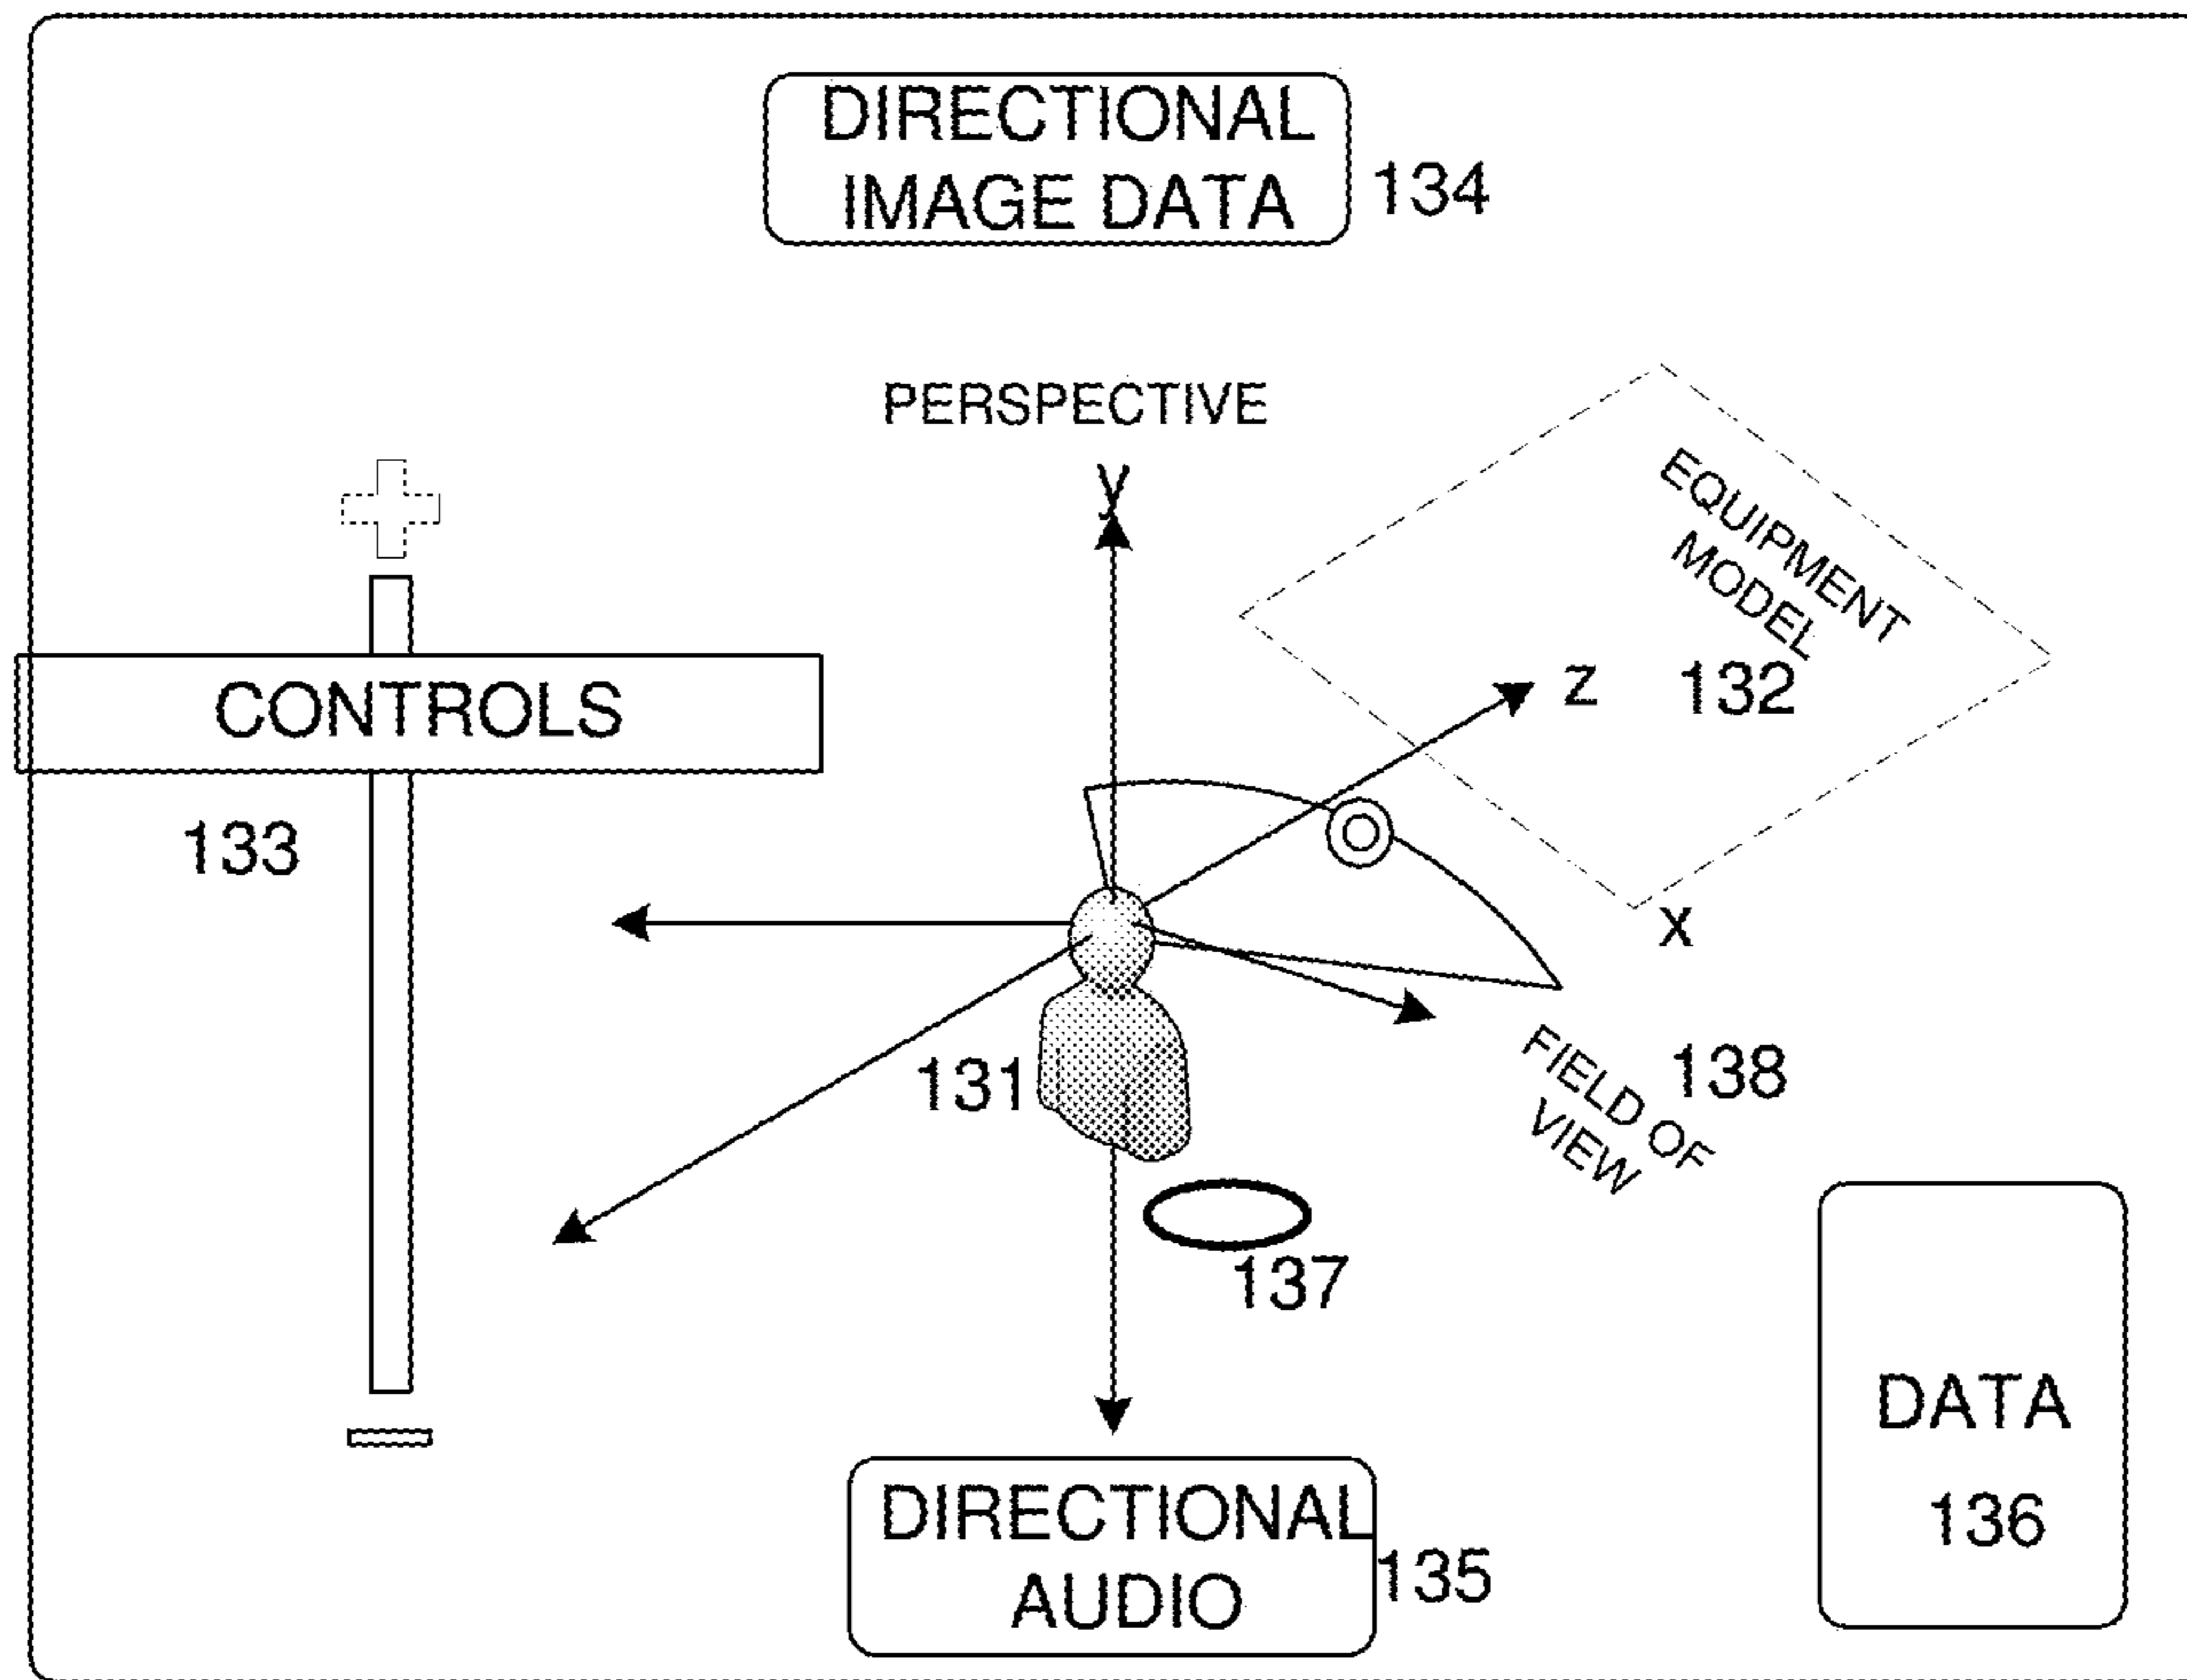 DIRECTIONAL
IMAGE DATA
134
PERSPECTIVE
y
EQUIPMENT
MODEL
132
z
CONTROLS
133
x
131
138
FIELD OF
VIEW
137
DATA
136
DIRECTIONAL
AUDIO
135